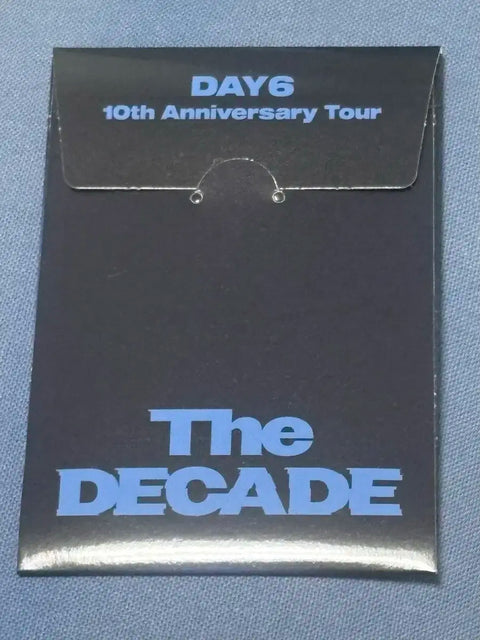 DAY6
10th Anniversary Tour
The
DECADE